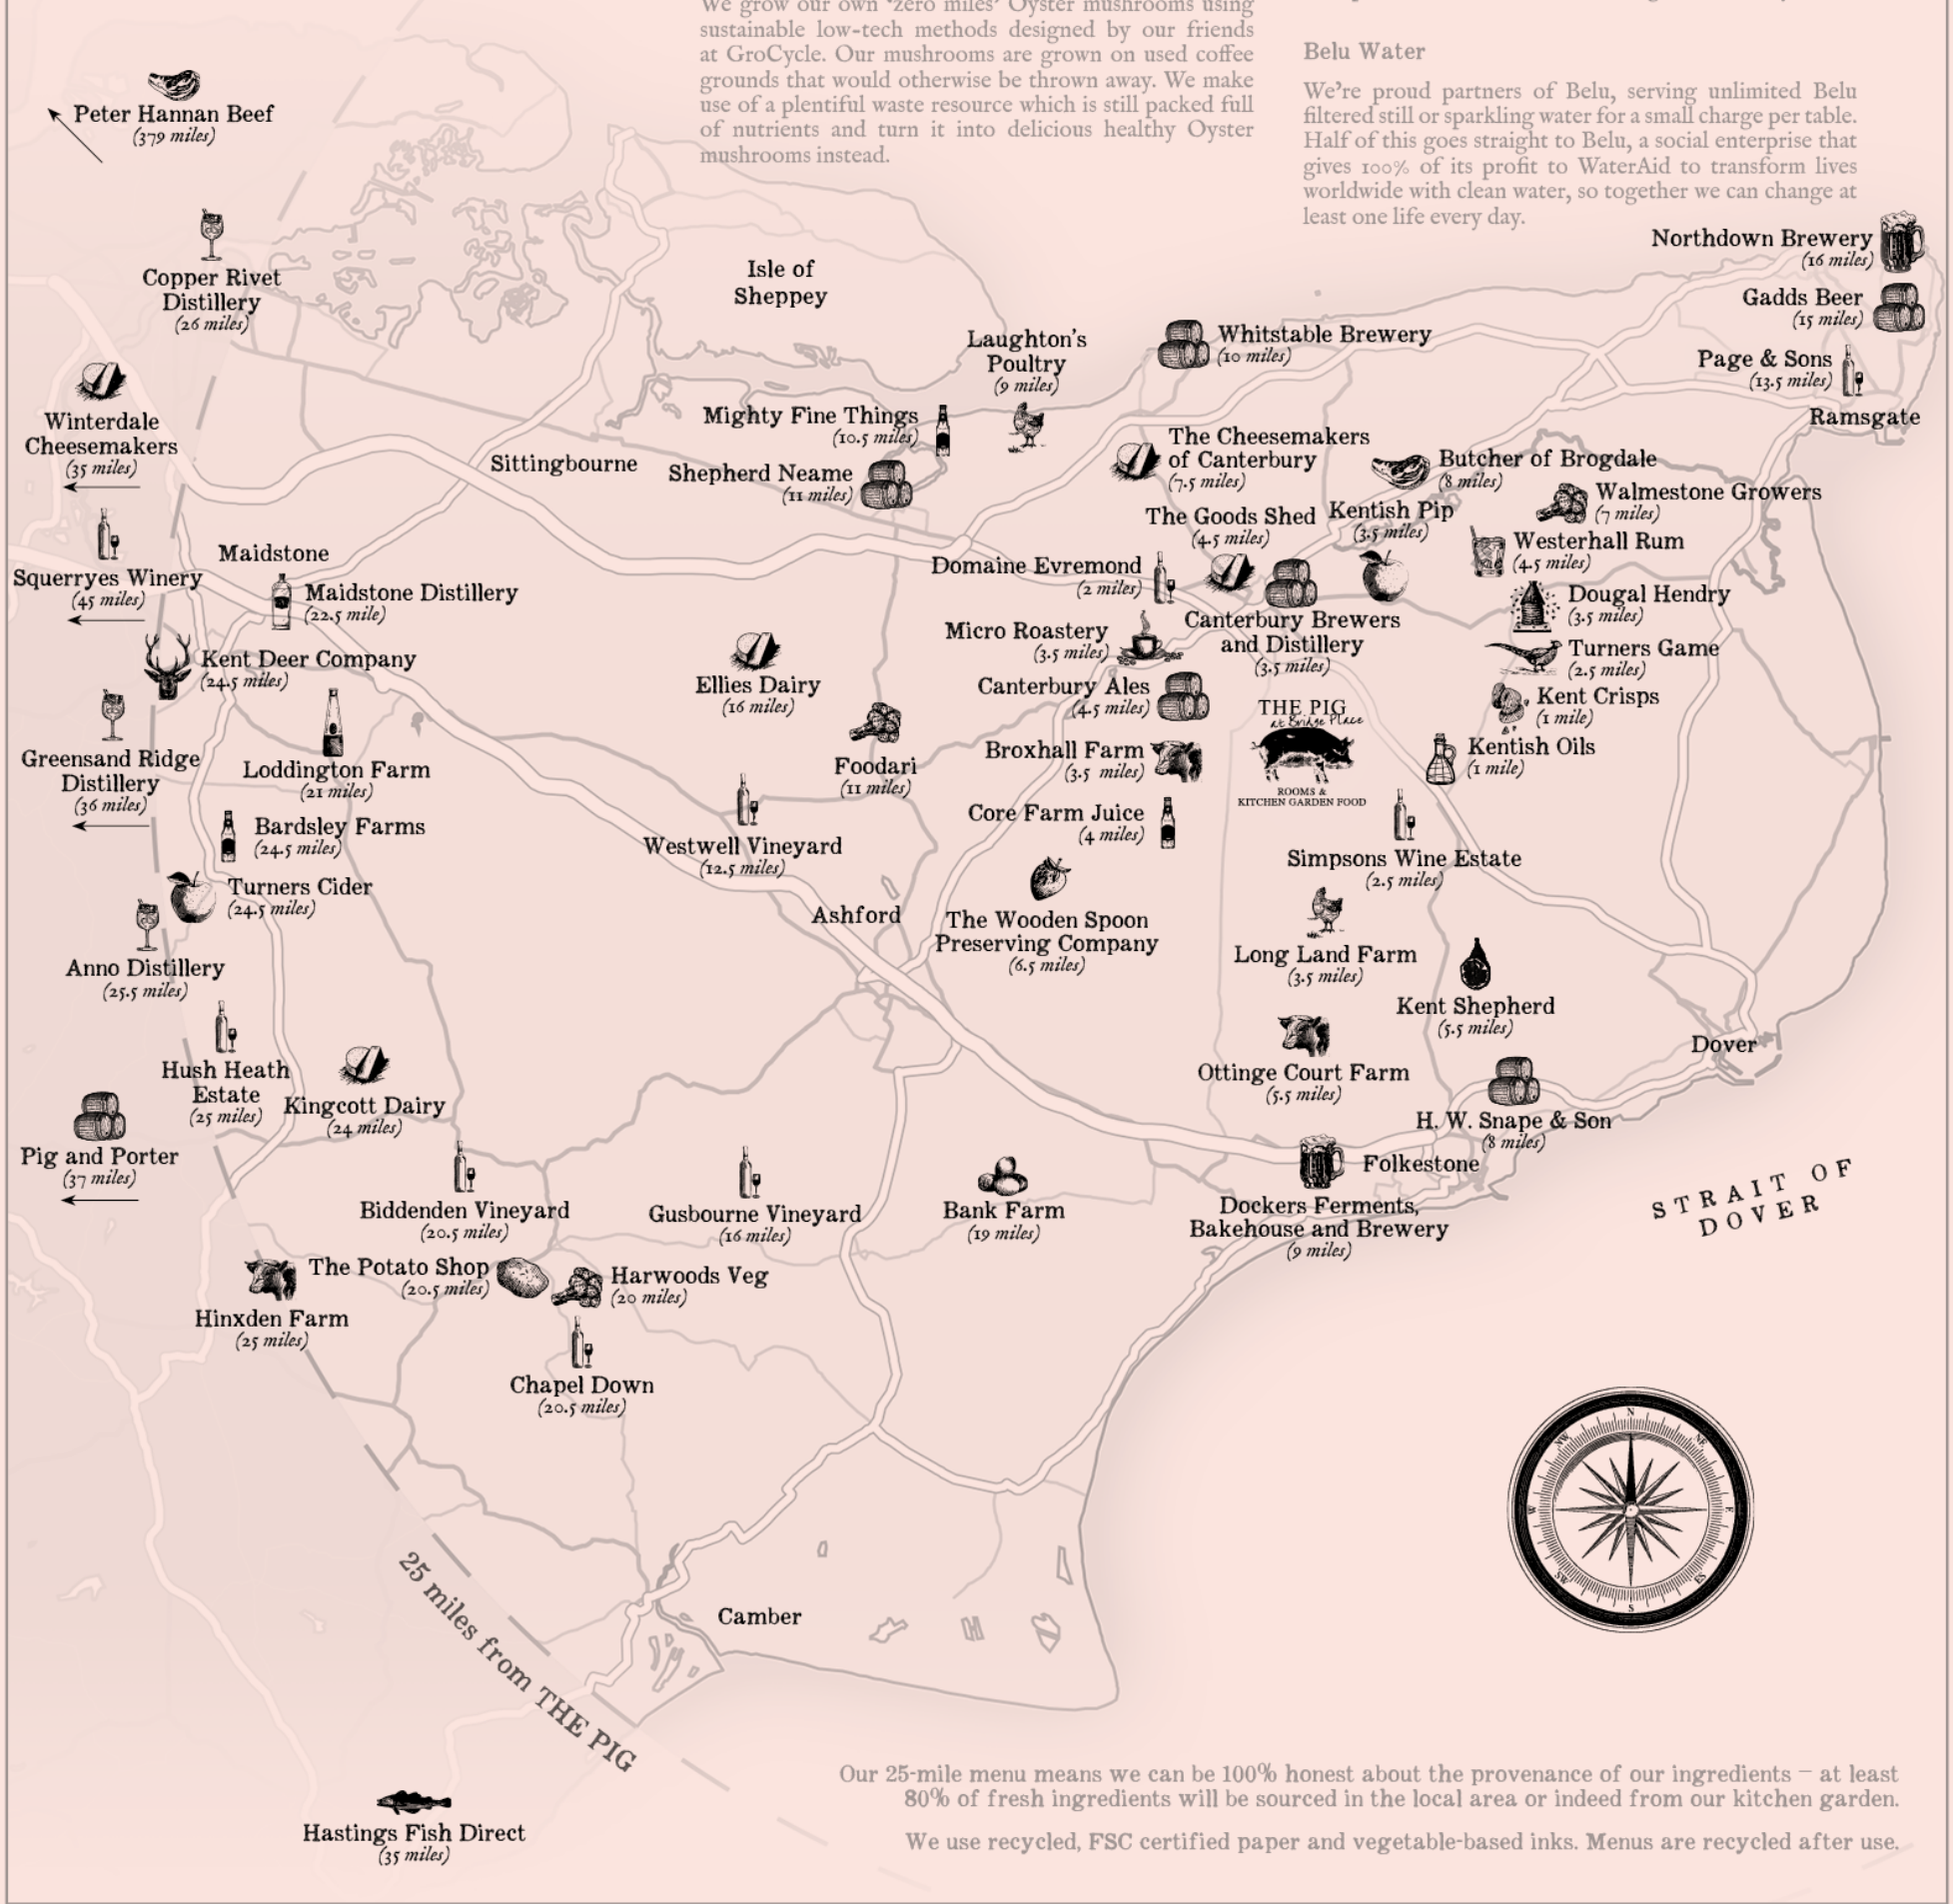 We grow our own 'zero miles' Oyster mushrooms using
sustainable low-tech methods designed by our friends
at GroCycle. Our mushrooms are grown on used coffee
grounds that would otherwise be thrown away. We make
use of a plentiful waste resource which is still packed full
of nutrients and turn it into delicious healthy Oyster
mushrooms instead.
Belu Water
We're proud partners of Belu, serving unlimited Belu
filtered still or sparkling water for a small charge per table.
Half of this goes straight to Belu, a social enterprise that
gives 100% of its profit to WaterAid to transform lives
worldwide with clean water, so together we can change at
least one life every day.
Peter Hannan Beef
(379 miles)
Copper Rivet
Distillery
(26 miles)
Isle of
Sheppey
Northdown Brewery
(16 miles)
Gadds Beer
(15 miles)
Page & Sons
(13.5 miles)
Ramsgate
Whitstable Brewery
(10 miles)
Laughton's
Poultry
(9 miles)
Winterdale
Cheesemakers
(35 miles)
Mighty Fine Things
(10.5 miles)
Sittingbourne
Shepherd Neame
(11 miles)
The Cheesemakers
of Canterbury
(7.5 miles)
Butcher of Brogdale
(8 miles)
Walmestone Growers
(7 miles)
The Goods Shed
(4.5 miles)
Kentish Pip
(3.5 miles)
Westerhall Rum
(4.5 miles)
Squerryes Winery
(45 miles)
Maidstone
Maidstone Distillery
(22.5 mile)
Domaine Evremond
(2 miles)
Canterbury Brewers
and Distillery
(3.5 miles)
Dougal Hendry
(3.5 miles)
Micro Roastery
(3.5 miles)
Turners Game
(2.5 miles)
Kent Deer Company
(24.5 miles)
Ellies Dairy
(16 miles)
Canterbury Ales
(4.5 miles)
THE PIG
at Bridge Place
ROOMS &
KITCHEN GARDEN FOOD
Kent Crisps
(1 mile)
Kentish Oils
(1 mile)
Greensand Ridge
Distillery
(36 miles)
Loddington Farm
(21 miles)
Foodari
(11 miles)
Broxhall Farm
(3.5 miles)
Bardsley Farms
(24.5 miles)
Westwell Vineyard
(12.5 miles)
Core Farm Juice
(4 miles)
Simpsons Wine Estate
(2.5 miles)
Turners Cider
(24.5 miles)
Ashford
The Wooden Spoon
Preserving Company
(6.5 miles)
Long Land Farm
(3.5 miles)
Anno Distillery
(25.5 miles)
Kent Shepherd
(5.5 miles)
Hush Heath
Estate
(25 miles)
Kingcott Dairy
(24 miles)
Ottinge Court Farm
(5.5 miles)
Dover
H. W. Snape & Son
(8 miles)
Pig and Porter
(37 miles)
Folkestone
Biddenden Vineyard
(20.5 miles)
Gusbourne Vineyard
(16 miles)
Bank Farm
(19 miles)
Dockers Ferments,
Bakehouse and Brewery
(9 miles)
STRAIT OF
DOVER
The Potato Shop
(20.5 miles)
Harwoods Veg
(20 miles)
Hinxden Farm
(25 miles)
Chapel Down
(20.5 miles)
N
NE
E
ES
S
SW
W
NW
25 miles from THE PIG
Camber
Hastings Fish Direct
(35 miles)
Our 25-mile menu means we can be 100% honest about the provenance of our ingredients – at least
80% of fresh ingredients will be sourced in the local area or indeed from our kitchen garden.
We use recycled, FSC certified paper and vegetable-based inks. Menus are recycled after use.